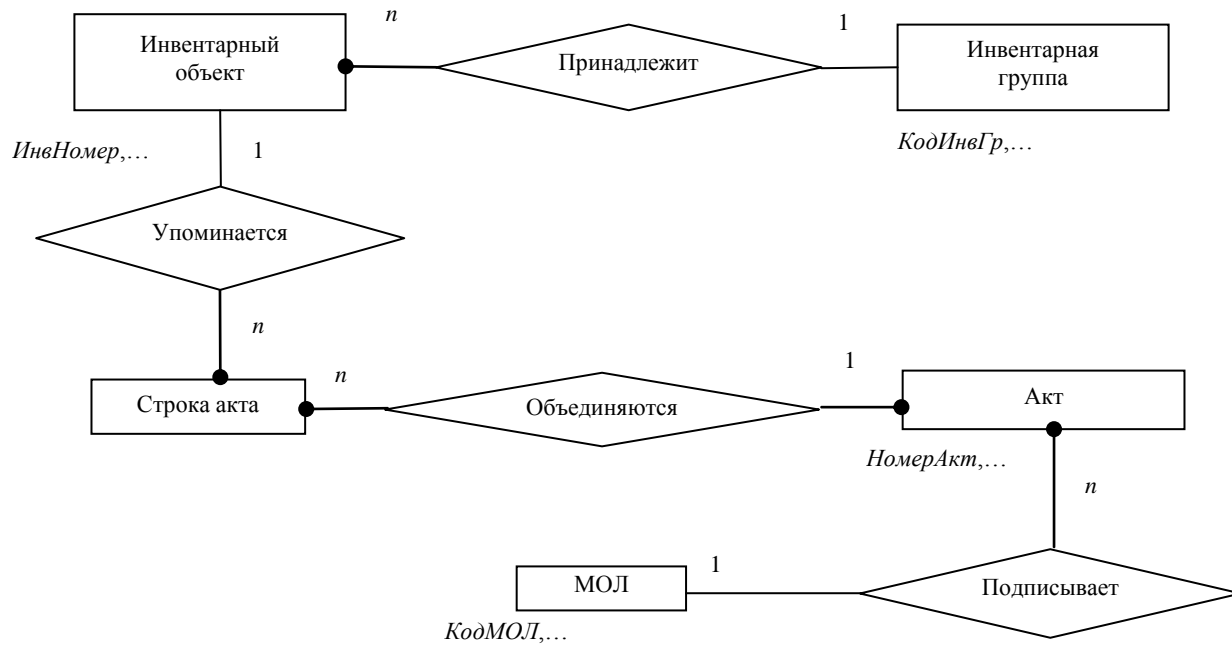 n
1
Инвентарный
объект
Принадлежит
Инвентарная
группа
ИнвНомер,…
1
КодИнвГр,…
Упоминается
n
n
1
Строка акта
Объединяются
Акт
НомерАкт,…
n
1
МОЛ
Подписывает
КодМОЛ,…